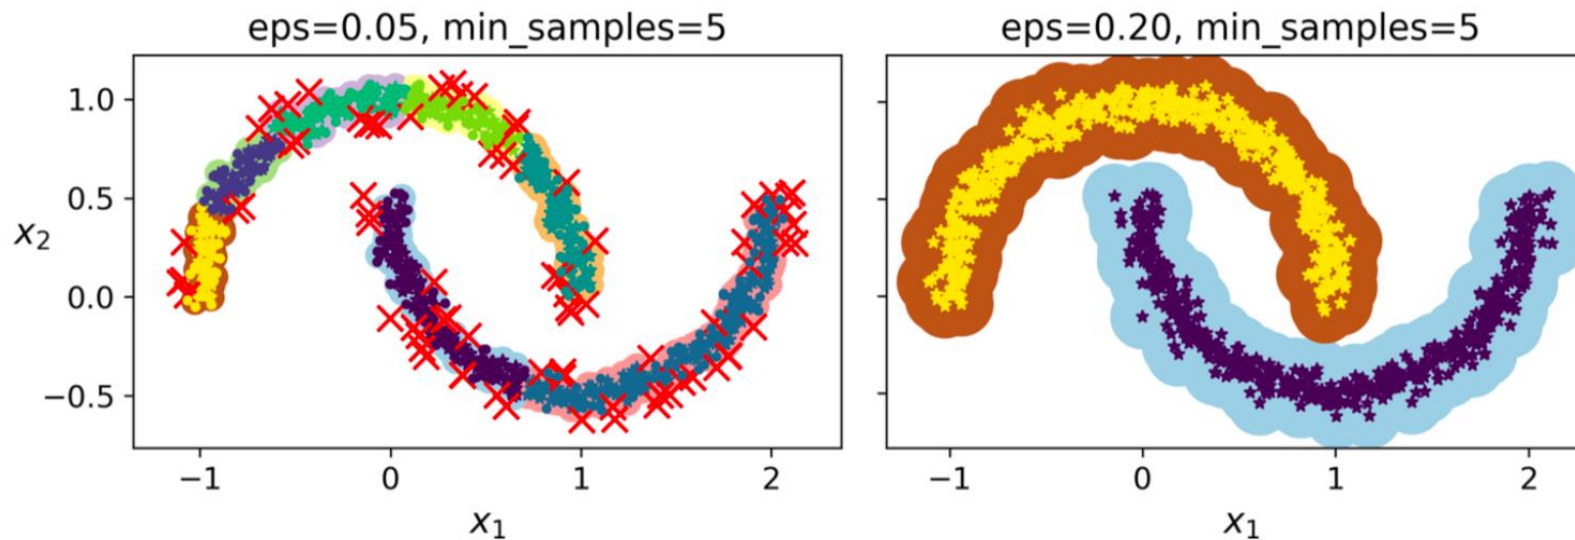 eps=0.05, min_samples=5
eps=0.20, min_samples=5
1.0
0.5
0.0
−0.5
x₂
−1 0 1 2
−1 0 1 2
x₁
x₁